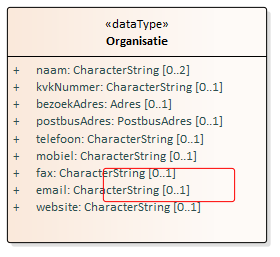 «dataType»
Organisatie
+ naam: CharacterString [0..2]
+ kvkNummer: CharacterString [0..1]
+ bezoekAdres: Adres [0..1]
+ postbusAdres: PostbusAdres [0..1]
+ telefoon: CharacterString [0..1]
+ mobiel: CharacterString [0..1]
+ fax: CharacterString [0..1]
+ email: CharacterString [0..1]
+ website: CharacterString [0..1]